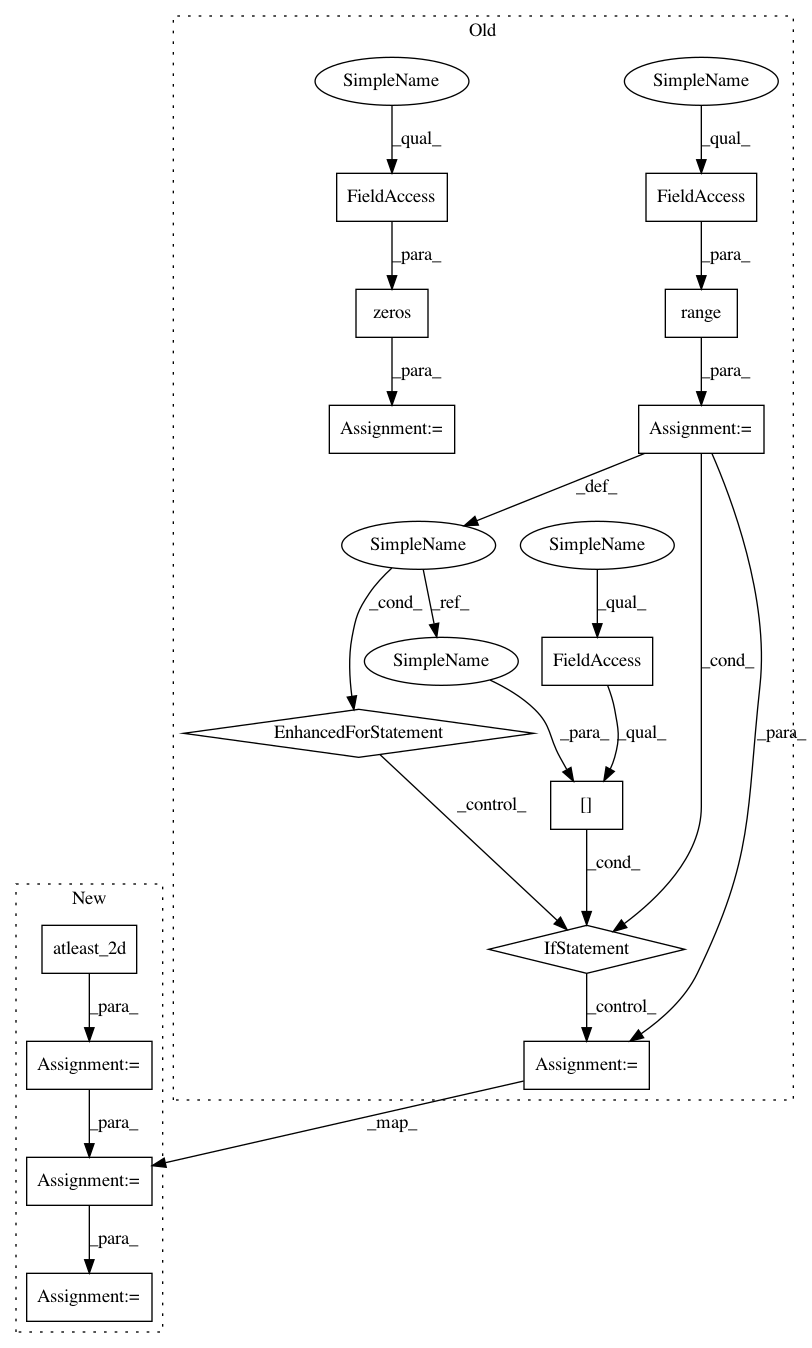 Old
SimpleName SimpleName
_qual_ _qual_
FieldAccess FieldAccess
_para_ _para_
zeros range
_para_ _para_
Assignment:= Assignment:=
_def_
SimpleName SimpleName
_cond_ _ref_ _qual_
SimpleName FieldAccess _cond_
EnhancedForStatement _para_ _qual_ _para_
[]
_control_
_cond_
New
atleast_2d IfStatement
_para_ _control_
Assignment:= Assignment:=
_para_ _map_
Assignment:=
_para_
Assignment:=